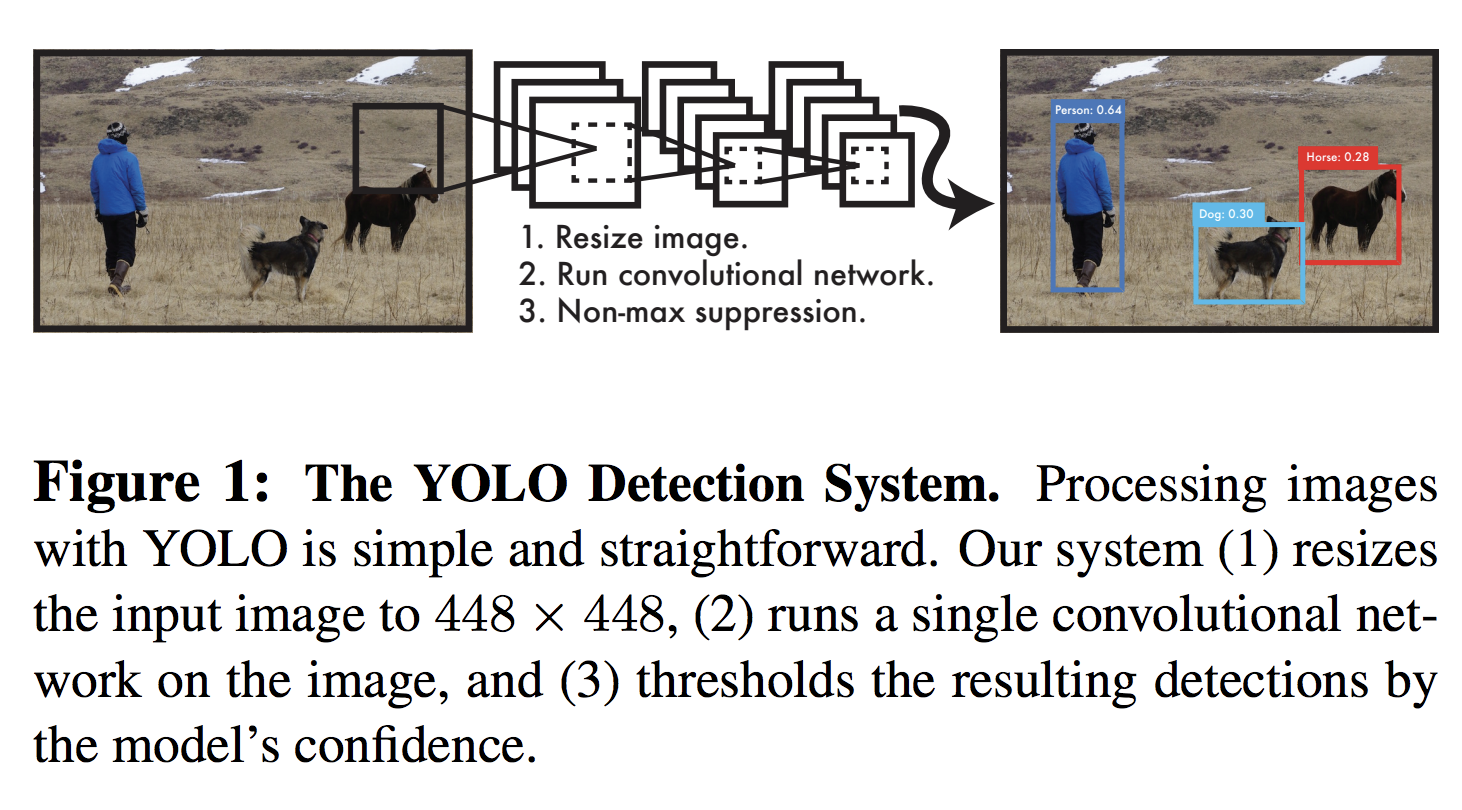 Person: 0.64
Horse: 0.28
Dog: 0.30
1. Resize image.
2. Run convolutional network.
3. Non-max suppression.
Figure 1: The YOLO Detection System. Processing images
with YOLO is simple and straightforward. Our system (1) resizes
the input image to 448 × 448, (2) runs a single convolutional net-
work on the image, and (3) thresholds the resulting detections by
the model’s confidence.